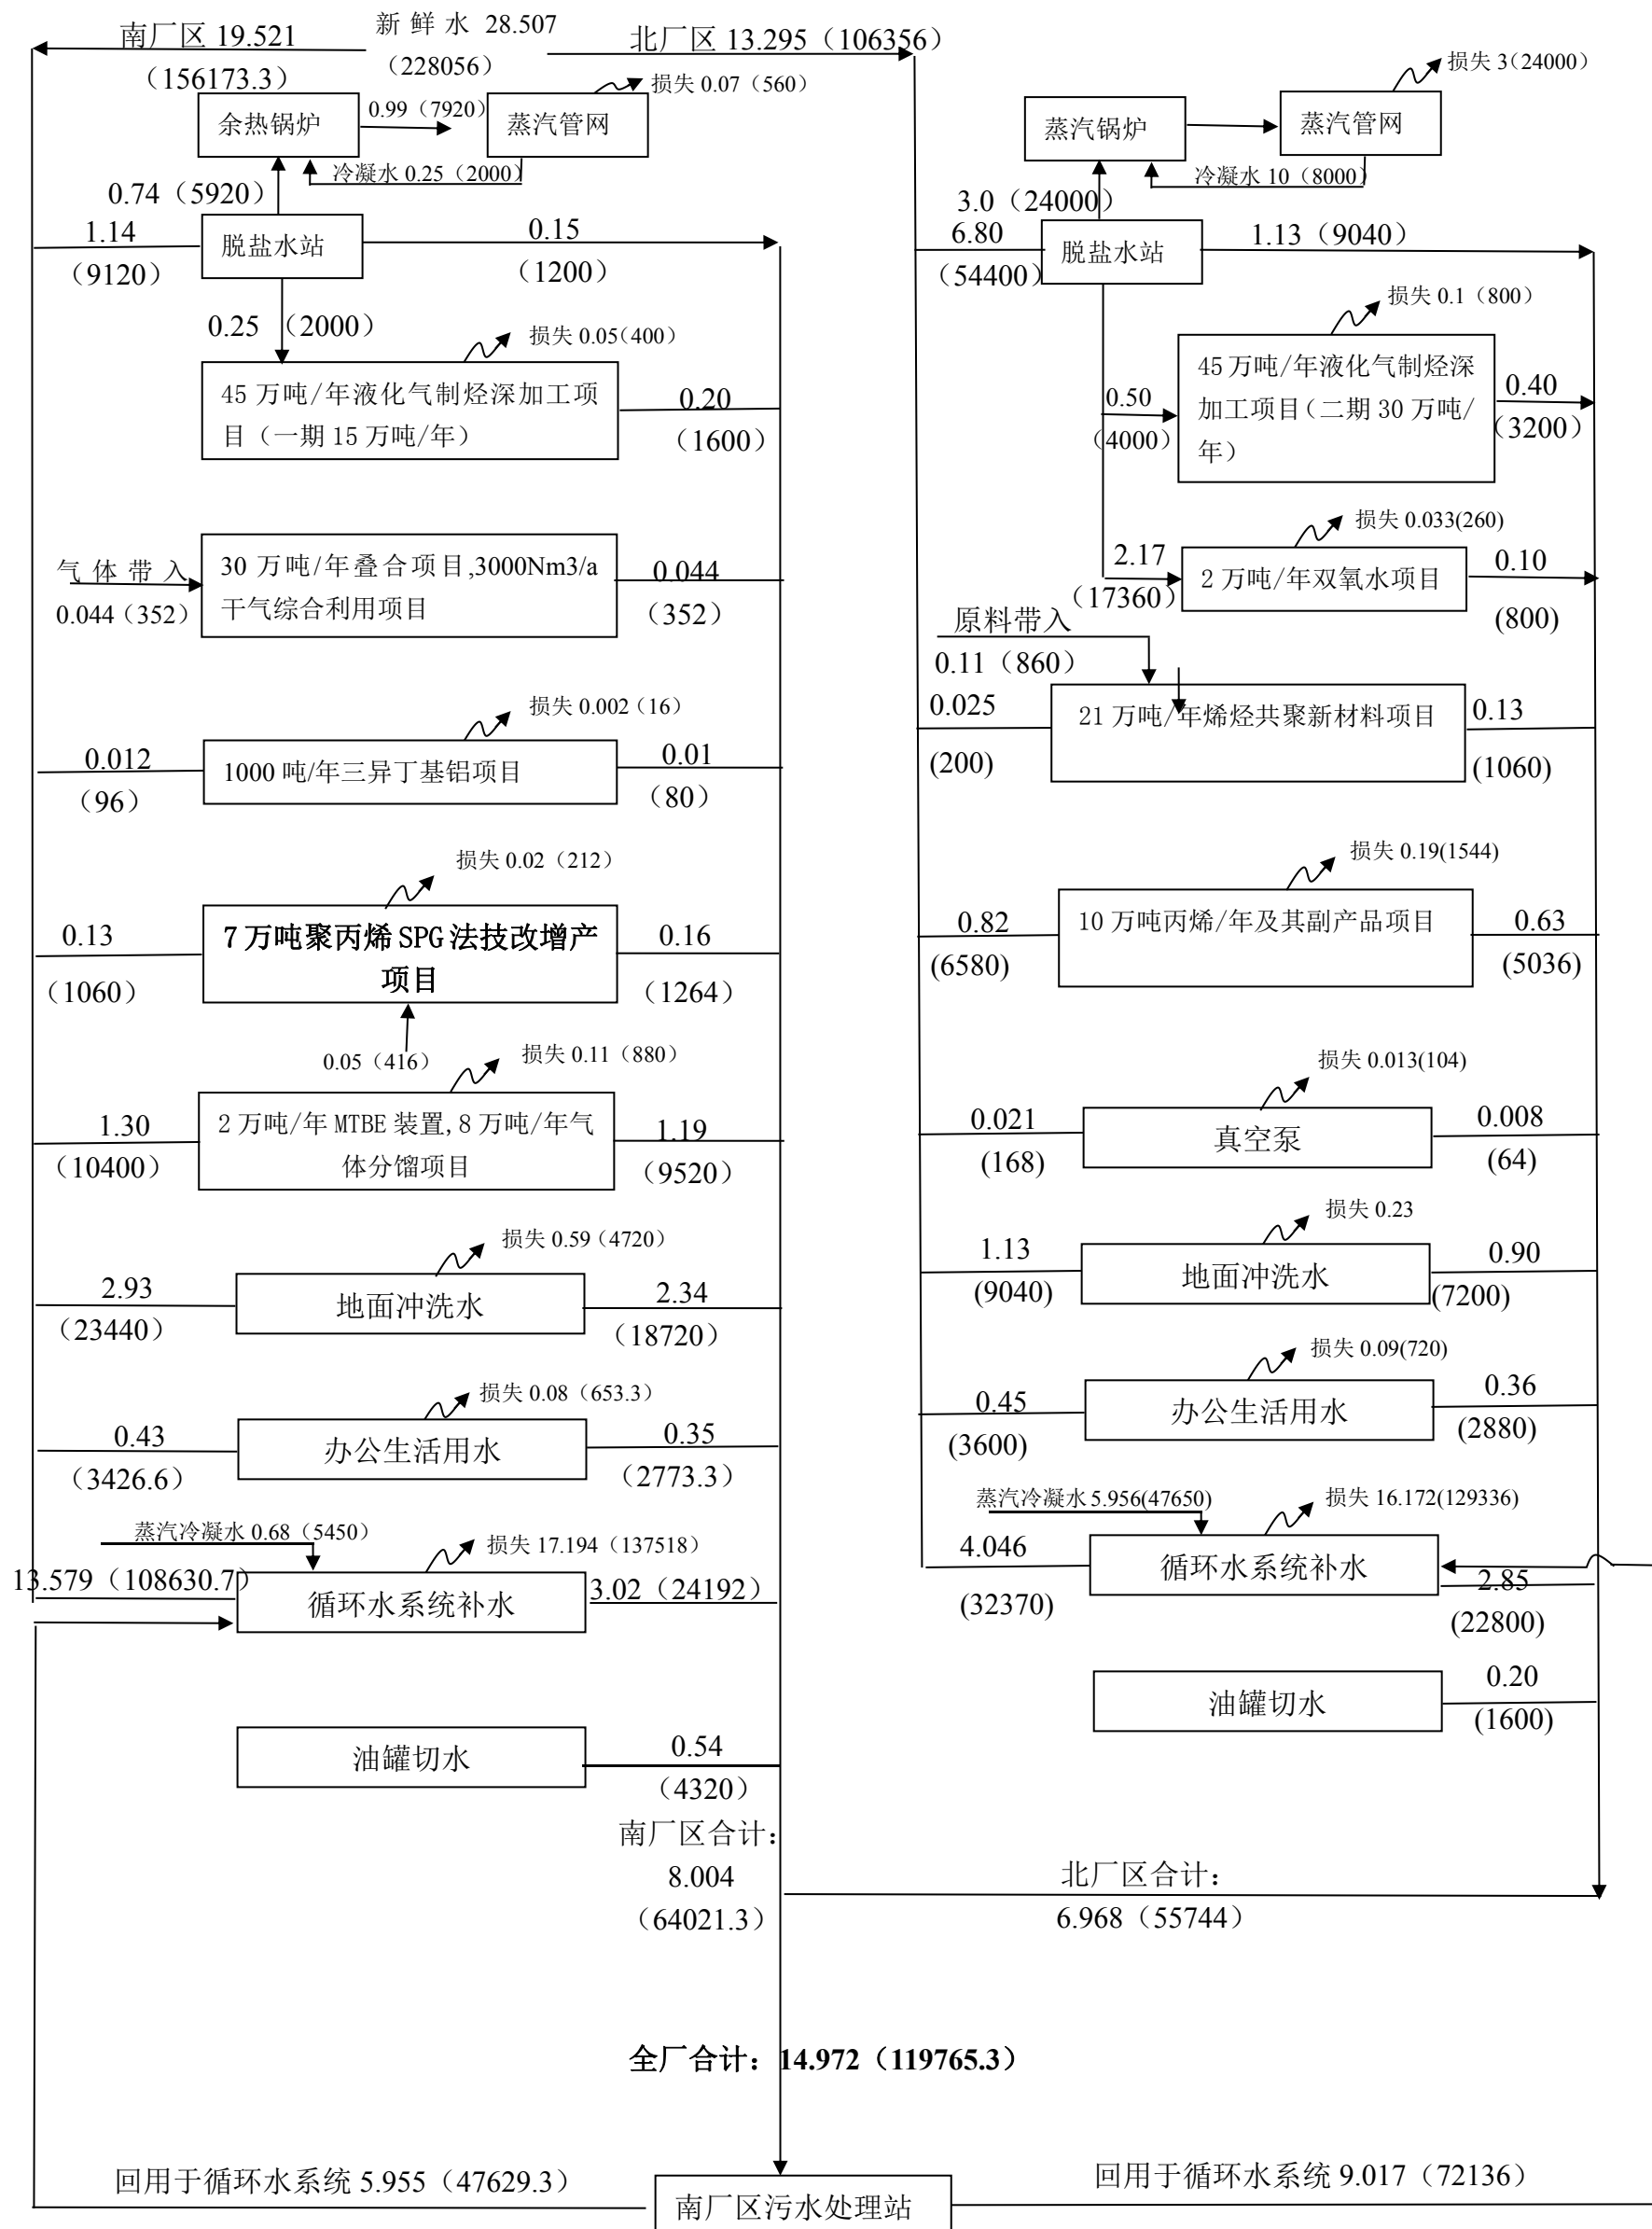 新 鲜 水 28.507
（228056）
南厂区 19.521
（156173.3）
北厂区 13.295（106356）
损失 0.07（560）
余热锅炉
0.99（7920）
蒸汽管网
冷凝水 0.25（2000）
0.74（5920）
1.14
（9120）
脱盐水站
0.15
（1200）
0.25 （2000）
损失 0.05(400）
45 万吨/年液化气制烃深加工项
目（一期 15 万吨/年）
0.20
（1600）
气 体 带 入
0.044（352）
30 万吨/年叠合项目,3000Nm3/a
干气综合利用项目
0.044
（352）
损失 0.002（16）
0.012
（96）
1000 吨/年三异丁基铝项目
0.01
（80）
损失 0.02（212）
0.13
（1060）
7 万吨聚丙烯 SPG 法技改增产
项目
0.16
（1264）
0.05（416）
损失 0.11（880）
1.30
（10400）
2 万吨/年 MTBE 装置,8 万吨/年气
体分馏项目
1.19
（9520）
损失 0.59（4720）
2.93
（23440）
地面冲洗水
2.34
（18720）
损失 0.08（653.3）
0.43
（3426.6）
办公生活用水
0.35
（2773.3）
蒸汽冷凝水 0.68（5450）
损失 17.194（137518）
13.579（108630.7）
循环水系统补水
3.02（24192）
油罐切水
0.54
（4320）
南厂区合计：
8.004
（64021.3）
损失 3（24000）
蒸汽锅炉
蒸汽管网
冷凝水 10（8000）
3.0（24000）
6.80
（54400）
脱盐水站
1.13（9040）
损失 0.1（800）
0.50
（4000）
45 万吨/年液化气制烃深
加工项目（二期 30 万吨/
年）
0.40
（3200）
损失 0.033(260)
2.17
（17360）
2 万吨/年双氧水项目
0.10
(800)
原料带入
0.11（860）
0.025
(200)
21 万吨/年烯烃共聚新材料项目
0.13
(1060)
损失 0.19(1544)
0.82
(6580)
10 万吨丙烯/年及其副产品项目
0.63
(5036)
损失 0.013(104)
0.021
(168)
真空泵
0.008
(64)
损失 0.23
1.13
(9040)
地面冲洗水
0.90
(7200)
损失 0.09(720)
0.45
(3600)
办公生活用水
0.36
(2880)
蒸汽冷凝水 5.956(47650)
损失 16.172(129336)
4.046
(32370)
循环水系统补水
2.85
(22800)
油罐切水
0.20
(1600)
北厂区合计：
6.968（55744）
全厂合计：14.972（119765.3）
回用于循环水系统 5.955（47629.3）
南厂区污水处理站
回用于循环水系统 9.017（72136）